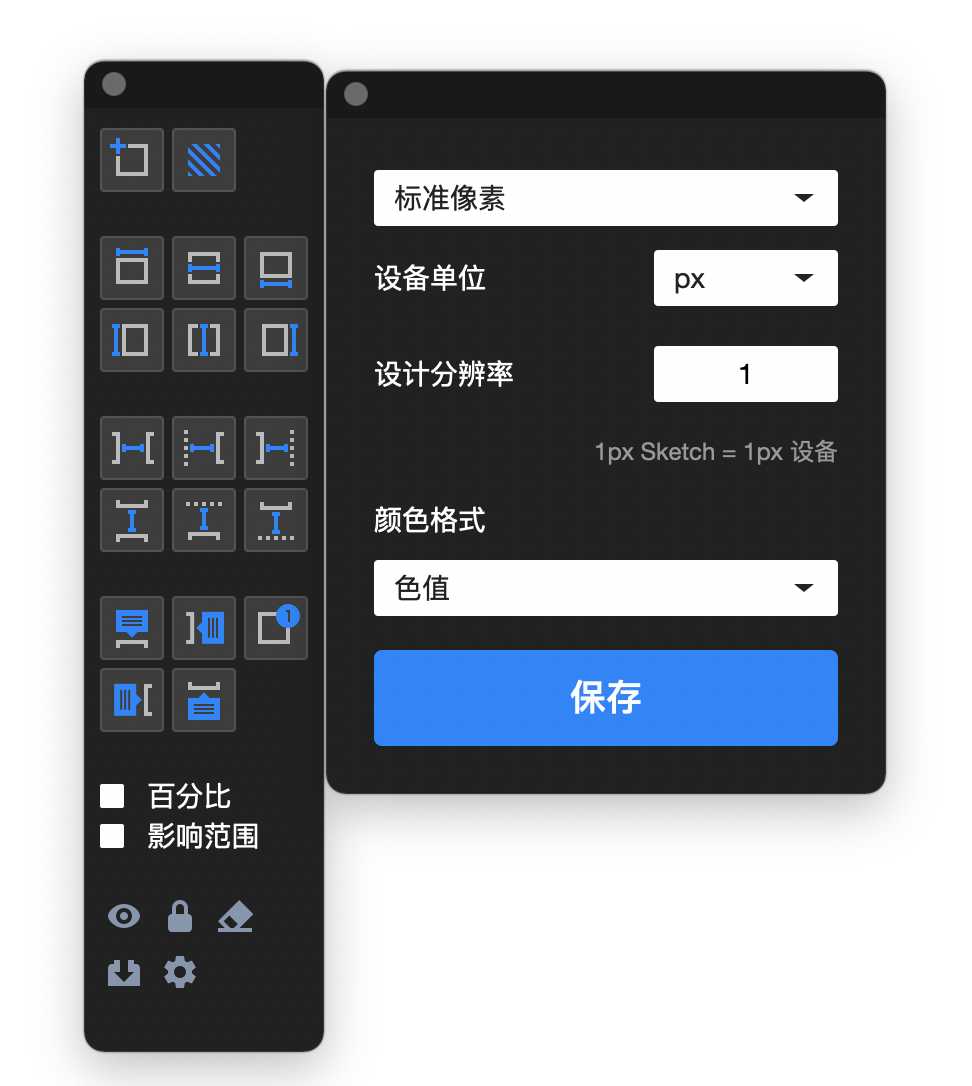 1
百分比
影响范围
标准像素
设备单位
px
设计分辨率
1
1px Sketch = 1px 设备
颜色格式
色值
保存